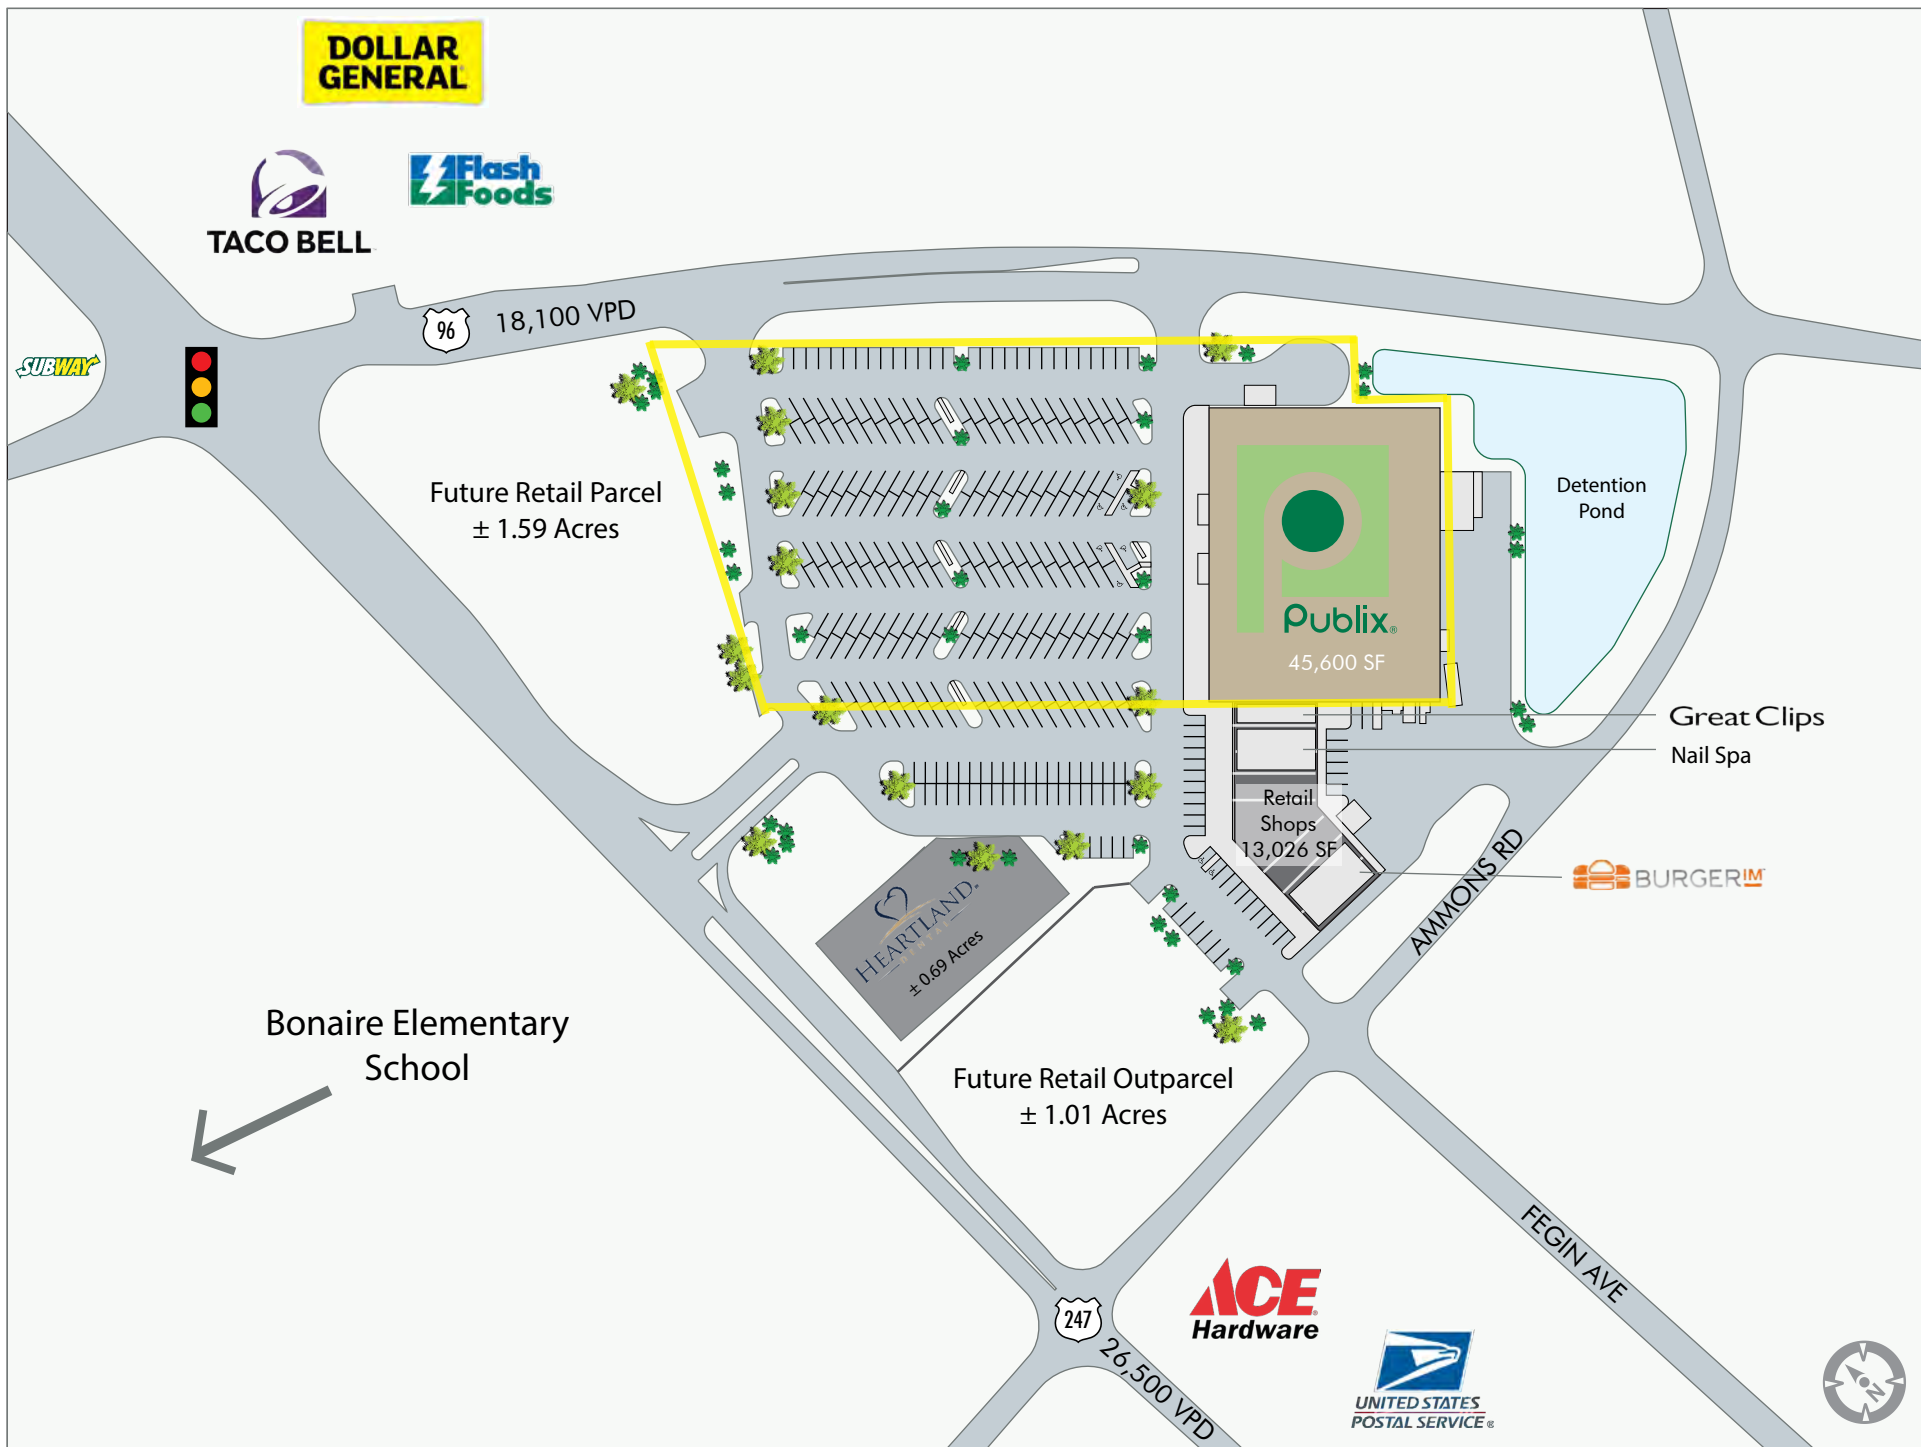 DOLLAR
GENERAL
TACO BELL
Flash
Foods
SUBWAY
96
18,100 VPD
Future Retail Parcel
± 1.59 Acres
Detention
Pond
Publix®
45,600 SF
Great Clips
Nail Spa
Retail
Shops
13,026 SF
BURGERIM
AMMONS RD
HEARTLAND
DENTAL
± 0.69 Acres
Bonaire Elementary
School
Future Retail Outparcel
± 1.01 Acres
FEGIN AVE
247
26,500 VPD
ACE
Hardware
UNITED STATES
POSTAL SERVICE®
N